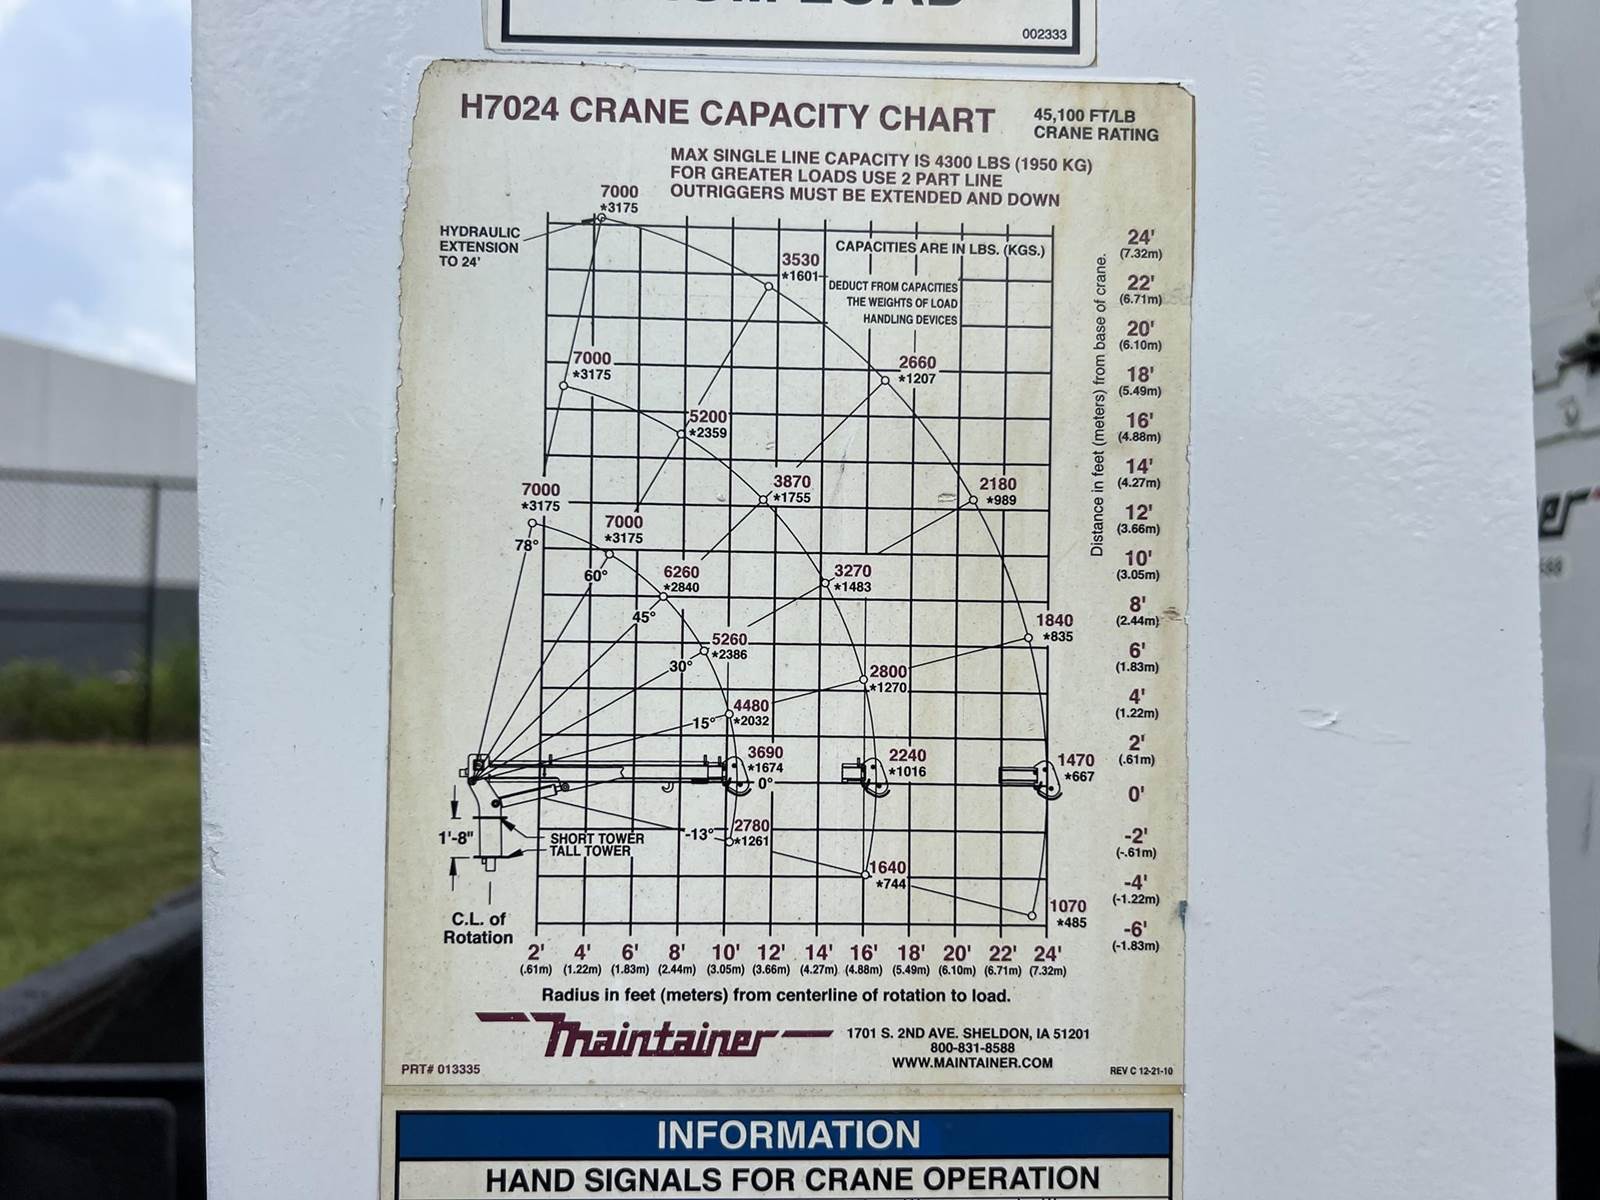 002333
H7024 CRANE CAPACITY CHART
45,100 FT/LB
CRANE RATING
MAX SINGLE LINE CAPACITY IS 4300 LBS (1950 KG)
FOR GREATER LOADS USE 2 PART LINE
OUTRIGGERS MUST BE EXTENDED AND DOWN
7000
*3175
HYDRAULIC
EXTENSION
TO 24'
CAPACITIES ARE IN LBS. (KGS.)
3530
*1601
DEDUCT FROM CAPACITIES
THE WEIGHTS OF LOAD
HANDLING DEVICES
7000
*3175
2660
*1207
5200
*2359
7000
*3175
3870
*1755
2180
*989
78°
7000
*3175
60°
6260
*2840
3270
*1483
45°
5260
*2386
1840
*835
30°
2800
*1270
4480
*2032
15°
3690
*1674
0°
2240
*1016
1470
*667
1'-8"
SHORT TOWER
TALL TOWER
-13°
2780
*1261
1640
*744
1070
*485
C.L. of
Rotation
Distance in feet (meters) from base of crane.
24'
(7.32m)
22'
(6.71m)
20'
(6.10m)
18'
(5.49m)
16'
(4.88m)
14'
(4.27m)
12'
(3.66m)
10'
(3.05m)
8'
(2.44m)
6'
(1.83m)
4'
(1.22m)
2'
(.61m)
0'
-2'
(-.61m)
-4'
(-1.22m)
-6'
(-1.83m)
2' 4' 6' 8' 10' 12' 14' 16' 18' 20' 22' 24'
(.61m) (1.22m) (1.83m) (2.44m) (3.05m) (3.66m) (4.27m) (4.88m) (5.49m) (6.10m) (6.71m) (7.32m)
Radius in feet (meters) from centerline of rotation to load.
Maintainer
1701 S. 2ND AVE. SHELDON, IA 51201
800-831-8588
WWW.MAINTAINER.COM
PRT# 013335
REV C 12-21-10
INFORMATION
HAND SIGNALS FOR CRANE OPERATION